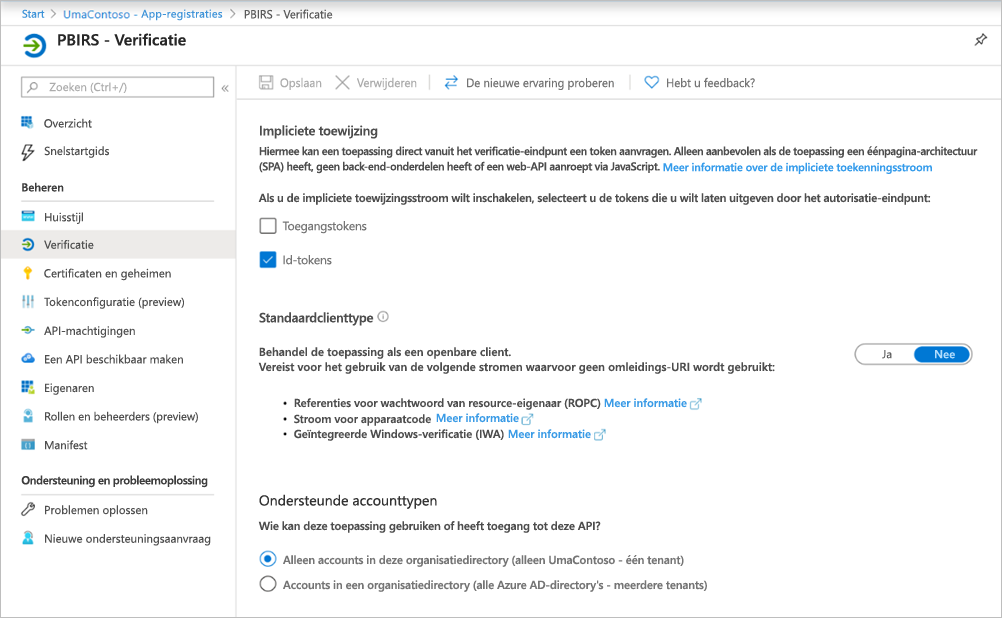 Start > UmaContoso - App-registraties > PBIRS - Verificatie
PBIRS - Verificatie
Zoeken (Ctrl+/)
«
Overzicht
Snelstartgids
Beheren
Huisstijl
Verificatie
Certificaten en geheimen
Tokenconfiguratie (preview)
API-machtigingen
Een API beschikbaar maken
Eigenaren
Rollen en beheerders (preview)
Manifest
Ondersteuning en probleemoplossing
Problemen oplossen
Nieuwe ondersteuningsaanvraag
Opslaan Verwijderen De nieuwe ervaring proberen Hebt u feedback?
Impliciete toewijzing
Hiermee kan een toepassing direct vanuit het verificatie-eindpunt een token aanvragen. Alleen aanbevolen als de toepassing een éénpagina-architectuur
(SPA) heeft, geen back-end-onderdelen heeft of een web-API aanroept via JavaScript. Meer informatie over de impliciete toekenningsstroom
Als u de impliciete toewijzingsstroom wilt inschakelen, selecteert u de tokens die u wilt laten uitgeven door het autorisatie-eindpunt:
Toegangstokens
Id-tokens
Standaardclienttype
Behandel de toepassing als een openbare client.
Vereist voor het gebruik van de volgende stromen waarvoor geen omleidings-URI wordt gebruikt:
Ja Nee
• Referenties voor wachtwoord van resource-eigenaar (ROPC) Meer informatie
• Stroom voor apparaatcode Meer informatie
• Geïntegreerde Windows-verificatie (IWA) Meer informatie
Ondersteunde accounttypen
Wie kan deze toepassing gebruiken of heeft toegang tot deze API?
Alleen accounts in deze organisatiedirectory (alleen UmaContoso - één tenant)
Accounts in een organisatiedirectory (alle Azure AD-directory's - meerdere tenants)